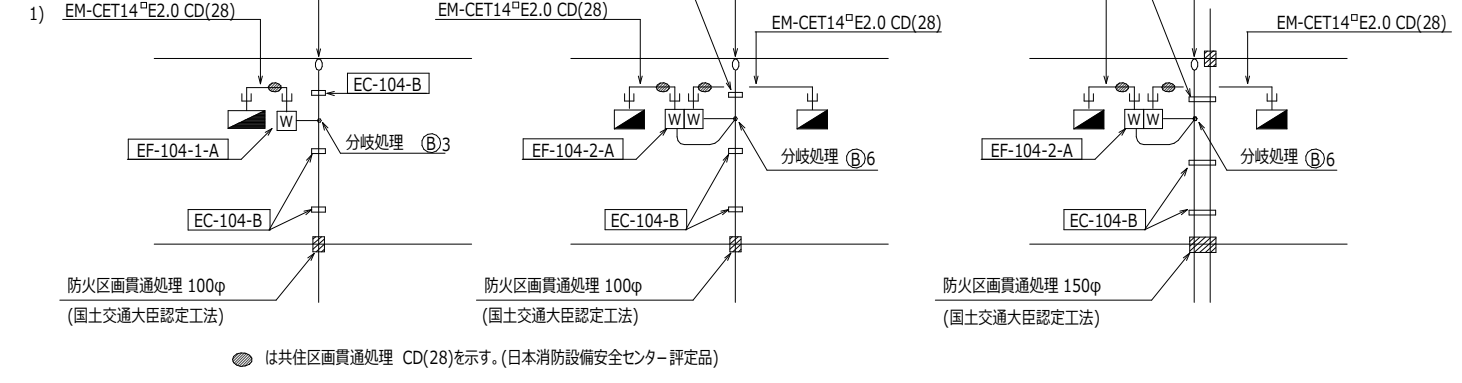 1) EM-CET14□E2.0 CD(28)
EC-104-B
W
EF-104-1-A
分岐処理 Ⓑ3
EC-104-B
防火区画貫通処理 100φ
(国土交通大臣認定工法)
EM-CET14□E2.0 CD(28)
EM-CET14□E2.0 CD(28)
W W
EF-104-2-A
分岐処理 Ⓑ6
EC-104-B
防火区画貫通処理 100φ
(国土交通大臣認定工法)
EM-CET14□E2.0 CD(28)
W W
EF-104-2-A
分岐処理 Ⓑ6
EC-104-B
防火区画貫通処理 150φ
(国土交通大臣認定工法)
は共住区画貫通処理 CD(28)を示す。(日本消防設備安全センター評定品)